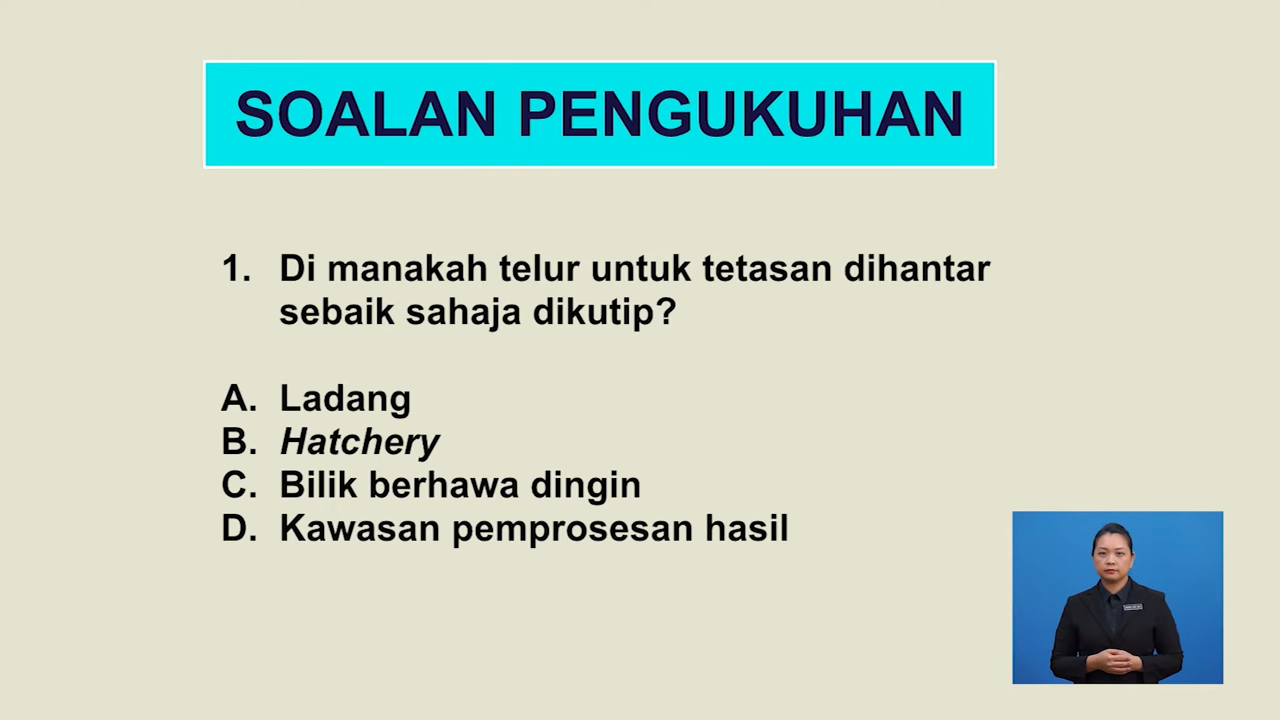 SOALAN PENGUKUHAN
1. Di manakah telur untuk tetasan dihantar
sebaik sahaja dikutip?
A. Ladang
B. Hatchery
C. Bilik berhawa dingin
D. Kawasan pemprosesan hasil